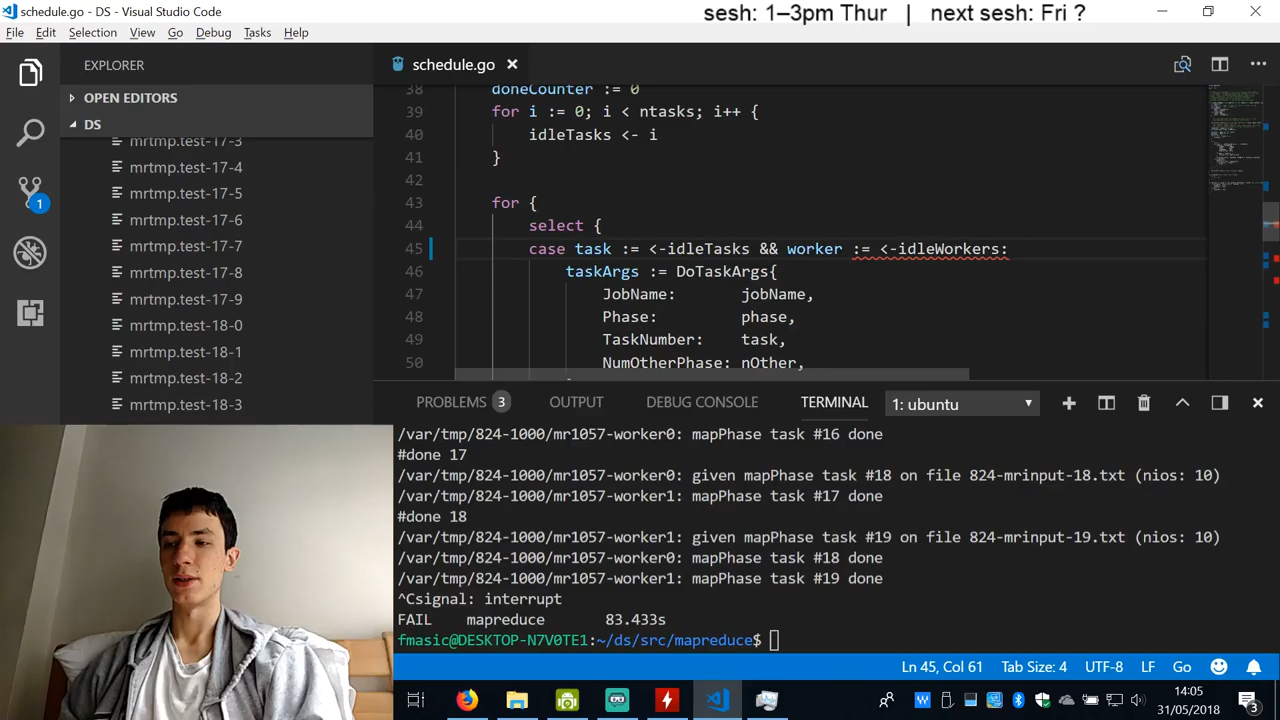 schedule.go - DS - Visual Studio Code
sesh: 1–3pm Thur | next sesh: Fri ?
File Edit Selection View Go Debug Tasks Help
EXPLORER
OPEN EDITORS
DS
mrtmp.test-17-3
mrtmp.test-17-4
mrtmp.test-17-5
mrtmp.test-17-6
mrtmp.test-17-7
mrtmp.test-17-8
mrtmp.test-17-9
mrtmp.test-18-0
mrtmp.test-18-1
mrtmp.test-18-2
mrtmp.test-18-3
1
schedule.go
38 doneCounter := 0
39 for i := 0; i < ntasks; i++ {
40 idleTasks <- i
41 }
42
43 for {
44 select {
45 case task := <-idleTasks && worker := <-idleWorkers:
46 taskArgs := DoTaskArgs{
47 JobName: jobName,
48 Phase: phase,
49 TaskNumber: task,
50 NumOtherPhase: nOther,
PROBLEMS 3 OUTPUT DEBUG CONSOLE TERMINAL 1: ubuntu
/var/tmp/824-1000/mr1057-worker0: mapPhase task #16 done
#done 17
/var/tmp/824-1000/mr1057-worker0: given mapPhase task #18 on file 824-mrinput-18.txt (nios: 10)
/var/tmp/824-1000/mr1057-worker1: mapPhase task #17 done
#done 18
/var/tmp/824-1000/mr1057-worker1: given mapPhase task #19 on file 824-mrinput-19.txt (nios: 10)
/var/tmp/824-1000/mr1057-worker0: mapPhase task #18 done
/var/tmp/824-1000/mr1057-worker1: mapPhase task #19 done
^Csignal: interrupt
FAIL mapreduce 83.433s
fmasic@DESKTOP-N7V0TE1:~/ds/src/mapreduce$
Ln 45, Col 61 Tab Size: 4 UTF-8 LF Go
14:05
31/05/2018
3